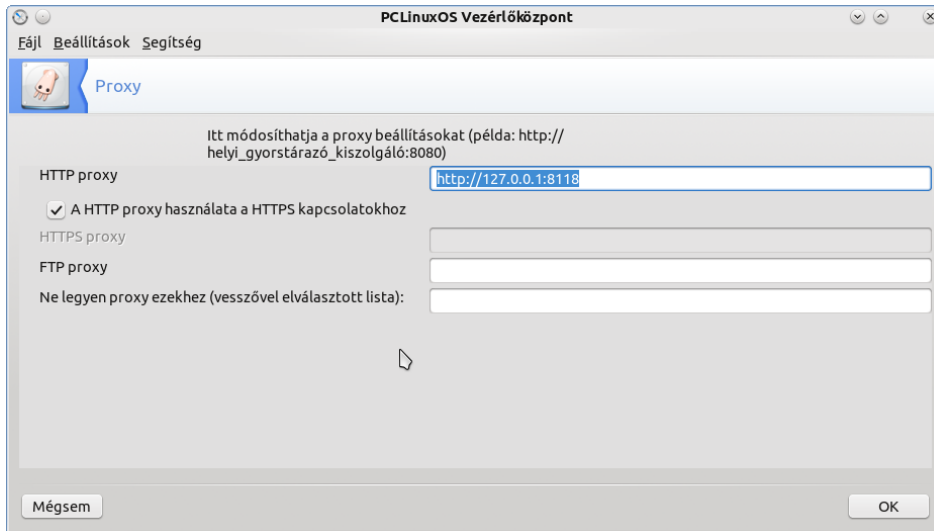 PCLinuxOS Vezérlőközpont
Fájl Beállítások Segítség
Proxy
Itt módosíthatja a proxy beállításokat (példa: http://
helyi_gyorstárazó_kiszolgáló:8080)
HTTP proxy http://127.0.0.1:8118
A HTTP proxy használata a HTTPS kapcsolatokhoz
HTTPS proxy
FTP proxy
Ne legyen proxy ezekhez (vesszővel elválasztott lista):
Mégsem OK